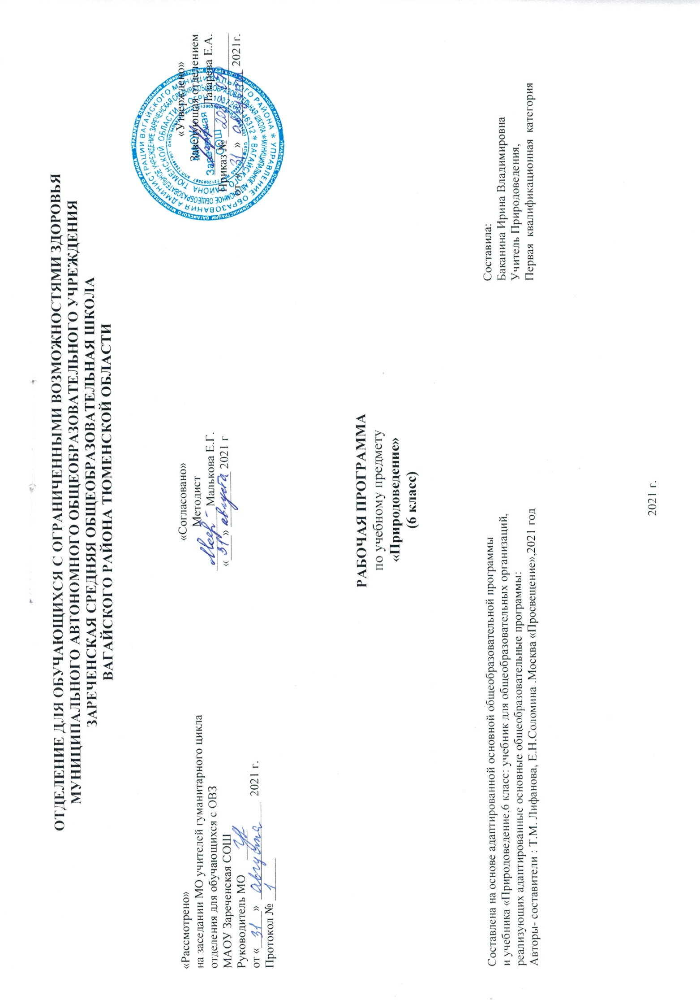 ОТДЕЛЕНИЕ ДЛЯ ОБУЧАЮЩИХСЯ С ОГРАНИЧЕННЫМИ ВОЗМОЖНОСТЯМИ ЗДОРОВЬЯ
МУНИЦИПАЛЬНОГО АВТОНОМНОГО ОБЩЕОБРАЗОВАТЕЛЬНОГО УЧРЕЖДЕНИЯ
ЗАРЕЧЕНСКАЯ СРЕДНЯЯ ОБЩЕОБРАЗОВАТЕЛЬНАЯ ШКОЛА
ВАГАЙСКОГО РАЙОНА ТЮМЕНСКОЙ ОБЛАСТИ
«Рассмотрено»
на заседании МО учителей гуманитарного цикла
отделения для обучающихся с ОВЗ
МАОУ Зареченская СОШ
Руководитель МО
от « 31 » августа 2021 г.
Протокол № 1
«Согласовано»
Методист
Малькова Е.Г.
« 31 » августа 2021 г
«Утверждено»
Заведующая отделением
Лазарева Е.А.
Приказ №
от « 31 » августа 2021г.
РАБОЧАЯ ПРОГРАММА
по учебному предмету
«Природоведение»
(6 класс)
Составлена на основе адаптированной основной общеобразовательной программы
и учебника «Природоведение,6 класс: учебник для общеобразовательных организаций,
реализующих адаптированные основные общеобразовательные программы:
Авторы- составители : Т.М. Лифанова, Е.Н.Соломина .Москва «Просвещение»,2021 год
Составила:
Баканина Ирина Владимировна
Учитель Природоведения,
Первая квалификационная категория
2021 г.